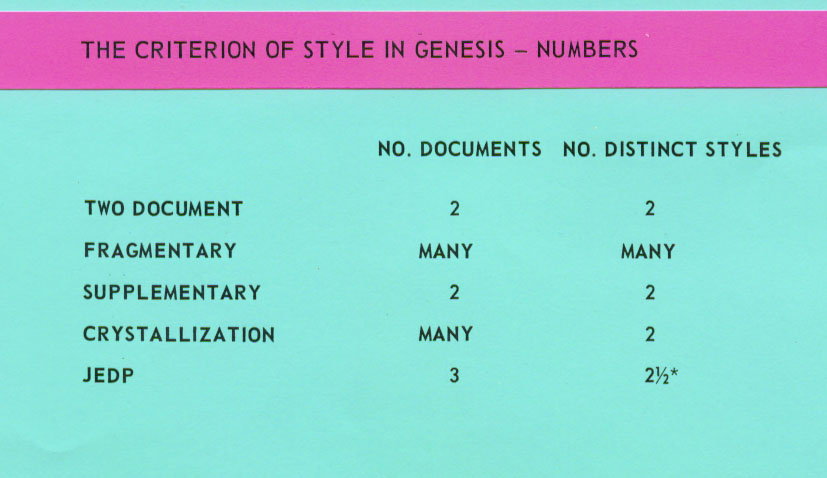 THE CRITERION OF STYLE IN GENESIS – NUMBERS
NO. DOCUMENTS NO. DISTINCT STYLES
TWO DOCUMENT 2 2
FRAGMENTARY MANY MANY
SUPPLEMENTARY 2 2
CRYSTALLIZATION MANY 2
JEDP 3 2½*